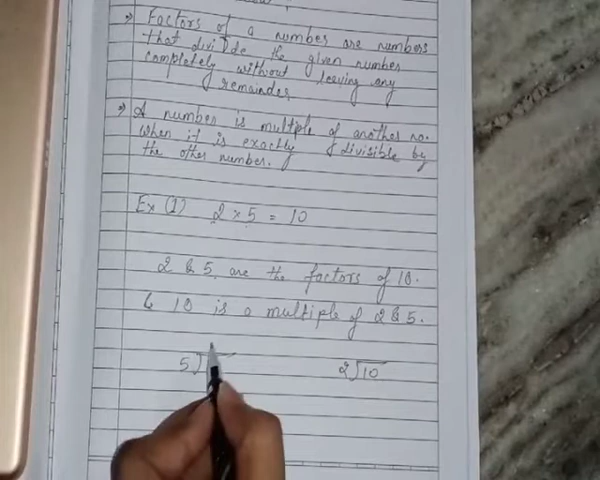 => Factors of a number are numbers
that divide the given number
completely without leaving any
remainder
=> A number is multiple of another no.
when it is exactly divisible by
the other number.
Ex (I) 2 × 5 = 10
2 & 5 are the factors of 10.
& 10 is a multiple of 2 & 5.
5 2 10